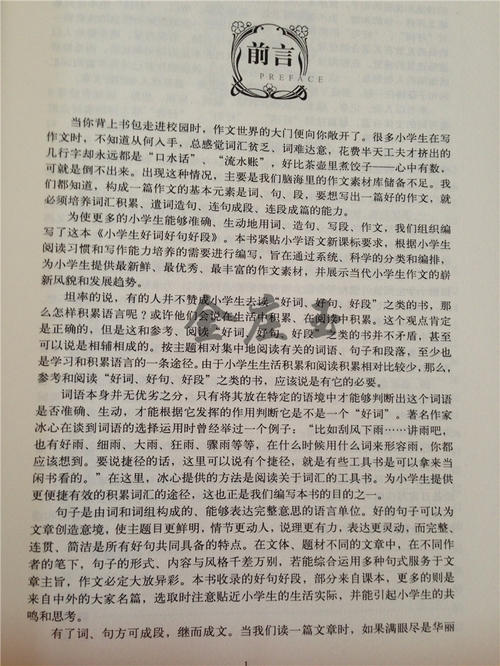 前言
PREFACE
当你背上书包走进校园时，作文世界的大门便向你敞开了。很多小学生在写
作文时，不知道从何入手，总感觉词汇贫乏、词难达意，花费半天工夫才挤出的
几行字却永远都是“口水话”、“流水账”，好比茶壶里煮饺子——心中有数，
可就是倒不出来。出现这种情况，主要是我们脑海里的作文素材库储备不足。我
们都知道，构成一篇作文的基本元素是词、句、段，要想写出一篇好的作文，就
必须培养词汇积累、遣词造句、连句成段、连段成篇的能力。
为使更多的小学生能够准确、生动地用词、造句、写段、作文，我们组织编
写了这本《小学生好词好句好段》。本书紧贴小学语文新课标要求，根据小学生
阅读习惯和写作能力培养的需要进行编写，旨在通过系统、科学的分类和编排，
为小学生提供最新鲜、最优秀、最丰富的作文素材，并展示当代小学生作文的崭
新风貌和发展趋势。
坦率的说，有的人并不赞成小学生去读“好词、好句、好段”之类的书，那
么怎样积累语言呢？或许他们会说在生活中积累、在阅读中积累。这个观点肯定
是正确的，但是这和参考、阅读“好词、好句、好段”之类的书并不矛盾，甚至
可以说是相辅相成的。按主题相对集中地阅读有关的词语、句子和段落，至少也
是学习和积累语言的一条途径。由于小学生生活积累和阅读积累相对比较少，那么，
参考和阅读“好词、好句、好段”之类的书，应该说是有它的必要。
词语本身并无优劣之分，只有将其放在特定的语境中才能够判断出这个词语
是否准确、生动，才能根据它发挥的作用判断它是不是一个“好词”。著名作家
冰心在谈到词语的选择运用时曾经举过一个例子：“比如刮风下雨……讲雨吧，
也有好雨、细雨、大雨、狂雨、骤雨等等，在什么时候用什么词来形容雨，你都
应该想到。要说捷径的话，这里可以说有个捷径，就是有些工具书是可以拿来当
闲书看的。”在这里，冰心提供的方法是阅读关于词汇的工具书。为小学生提供
更便捷有效的积累词汇的途径，这也正是我们编写本书的目的之一。
句子是由词和词组构成的、能够表达完整意思的语言单位。好的句子可以为
文章创造意境，使主题更鲜明，情节更动人，说理更有力，表达更灵动，而完整、
连贯、简洁是所有好句共同具备的特点。在文体、题材不同的文章中，在不同作
者的笔下，句子的形式、内容与风格千差万别，若能综合运用多种句式服务于文
章主旨，作文必定大放异彩。本书收录的好句好段，部分来自课本，更多的则是
来自中外的大家名篇，选取时注意贴近小学生的生活实际，并能引起小学生的共
鸣和思考。
有了词、句方可成段，继而成文。当我们读一篇文章时，如果满眼尽是华丽
1